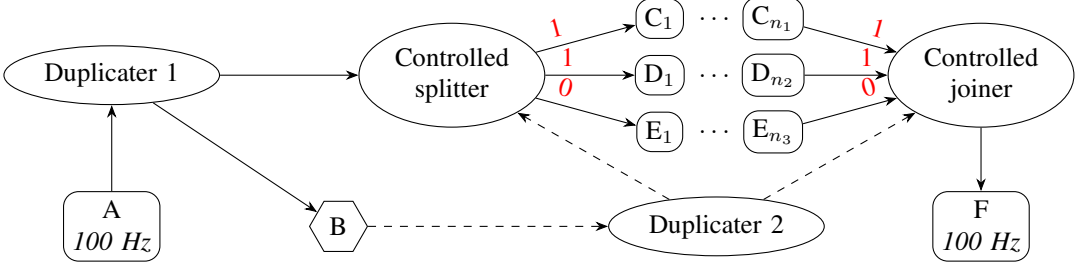 Duplicater 1
Controlled
splitter
1
1
0
C₁ ··· Cₙ₁
D₁ ··· Dₙ₂
E₁ ··· Eₙ₃
1
1
0
Controlled
joiner
A
100 Hz
B
Duplicater 2
F
100 Hz